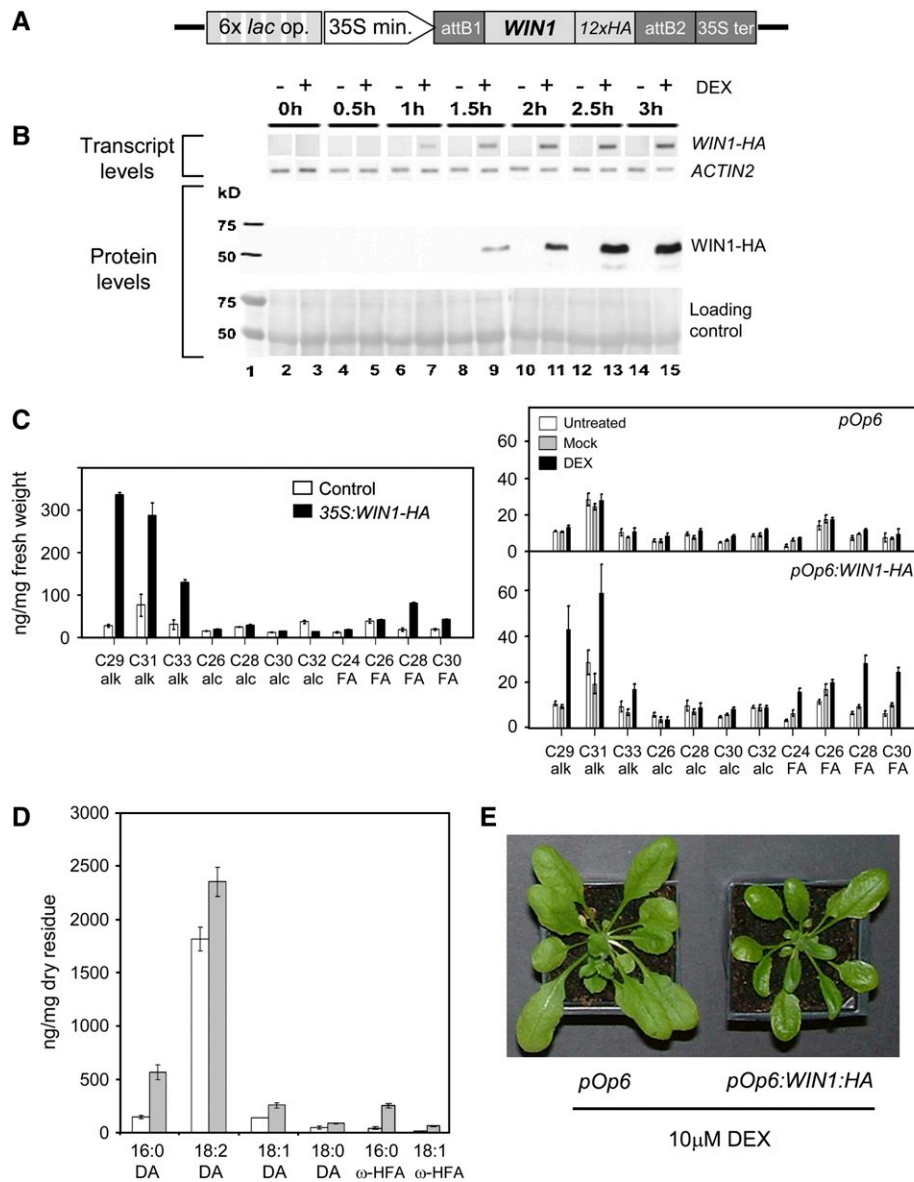 A
6x lac op.
35S min.
attB1
WIN1
12xHA
attB2
35S ter
- + - + - + - + - + - + - + DEX
0h 0.5h 1h 1.5h 2h 2.5h 3h
B
Transcript levels
WIN1-HA
ACTIN2
kD
75
50
Protein levels
WIN1-HA
75
50
Loading control
1 2 3 4 5 6 7 8 9 10 11 12 13 14 15
C
ng/mg fresh weight
300
200
100
0
Control
35S:WIN1-HA
C29 alk
C31 alk
C33 alk
C26 alc
C28 alc
C30 alc
C32 alc
C24 FA
C26 FA
C28 FA
C30 FA
Untreated
Mock
DEX
pOp6
60
40
20
0
pOp6:WIN1-HA
60
40
20
0
C29 alk
C31 alk
C33 alk
C26 alc
C28 alc
C30 alc
C32 alc
C24 FA
C26 FA
C28 FA
C30 FA
D
ng/mg dry residue
3000
2500
2000
1500
1000
500
0
16:0 DA
18:2 DA
18:1 DA
18:0 DA
16:0 ω-HFA
18:1 ω-HFA
E
pOp6
pOp6:WIN1:HA
10µM DEX